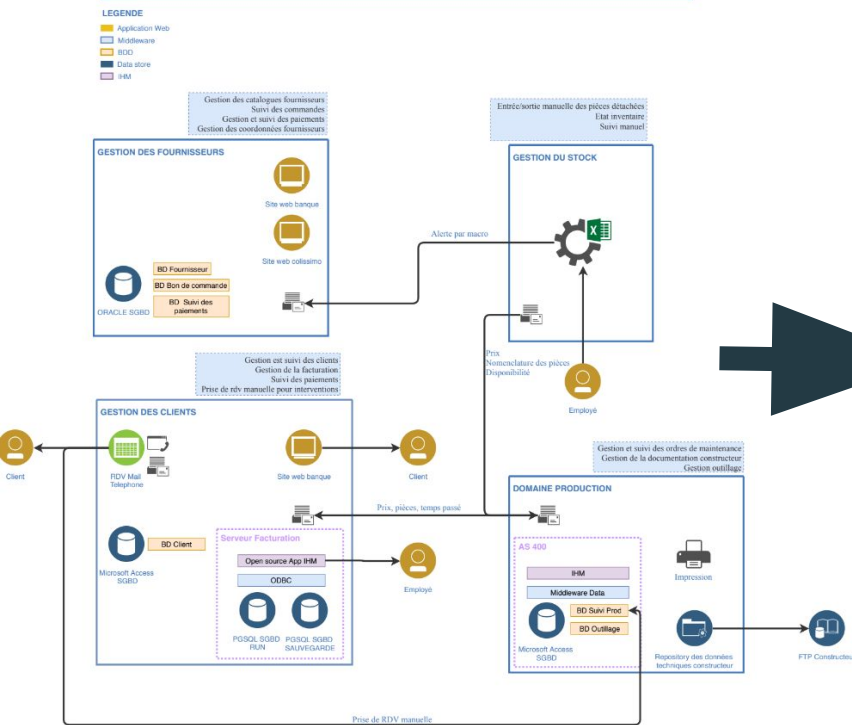 LEGENDE
Application Web
Middleware
BDD
Data store
IHM
Gestion des catalogues fournisseurs
Suivi des commandes
Gestion et suivi des paiements
Gestion des coordonnées fournisseurs
GESTION DES FOURNISSEURS
Site web banque
Site web colissimo
BD Fournisseur
BD Bon de commande
BD Suivi des
paiements
ORACLE SGBD
Alerte par macro
Entrée/sortie manuelle des pièces détachées
Etat inventaire
Suivi manuel
GESTION DU STOCK
Prix
Nomenclature des pièces
Disponibilité
Employé
Gestion est suivi des clients
Gestion de la facturation
Suivi des paiements
Prise de rdv manuelle pour interventions
GESTION DES CLIENTS
Client
RDV Mail
Telephone
Site web banque
Client
Prix, pièces, temps passé
BD Client
Microsoft Access
SGBD
Serveur Facturation
Open source App IHM
ODBC
PGSQL SGBD
RUN
PGSQL SGBD
SAUVEGARDE
Employé
Gestion et suivi des ordres de maintenance
Gestion de la documentation constructeur
Gestion outillage
DOMAINE PRODUCTION
AS 400
IHM
Middleware Data
BD Suivi Prod
BD Outillage
Microsoft Access
SGBD
Impression
Repository des données
techniques constructeur
FTP Constructeu
Prise de RDV manuelle